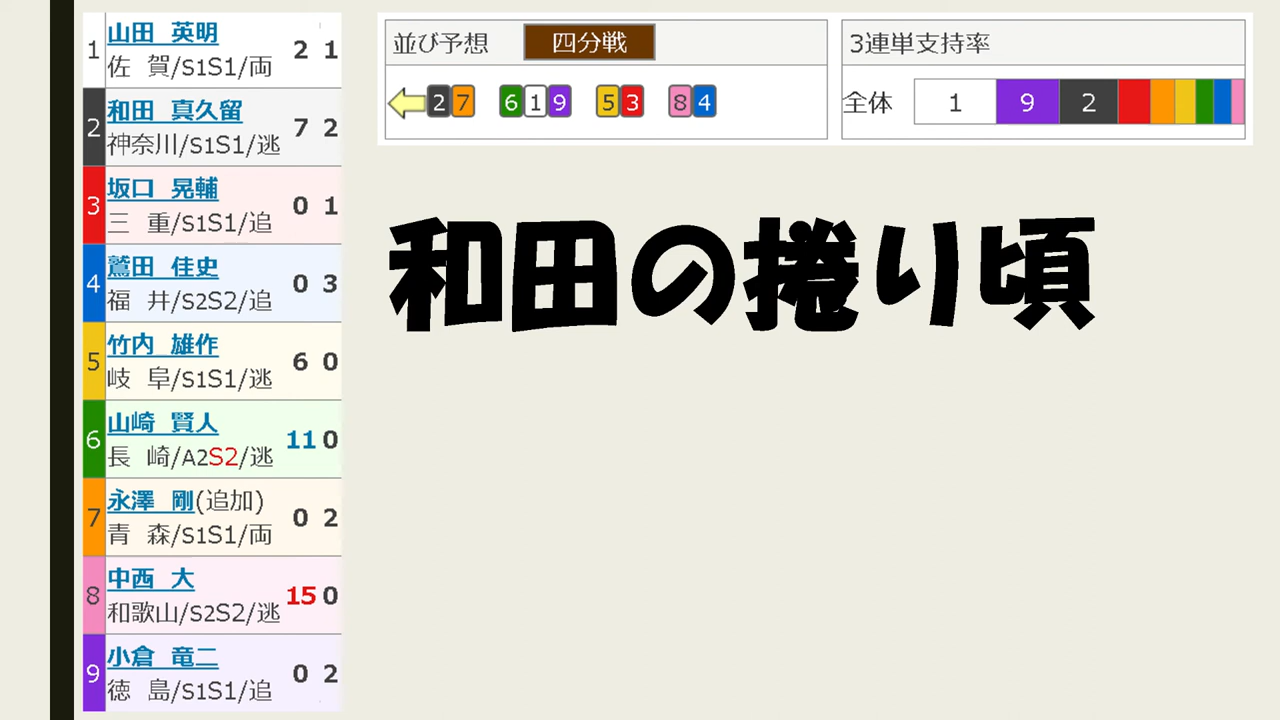 1 山田 英明 2 1
佐 賀/S1S1/両
2 和田 真久留 7 2
神奈川/S1S1/逃
3 坂口 晃輔 0 1
三 重/S1S1/追
4 鷲田 佳史 0 3
福 井/S2S2/追
5 竹内 雄作 6 0
岐 阜/S1S1/逃
6 山崎 賢人 11 0
長 崎/A2S2/逃
7 永澤 剛(追加) 0 2
青 森/S1S1/両
8 中西 大 15 0
和歌山/S2S2/逃
9 小倉 竜二 0 2
徳 島/S1S1/追
並び予想 四分戦
2 7 6 1 9 5 3 8 4
3連単支持率
全体 1 9 2
和田の捲り頃